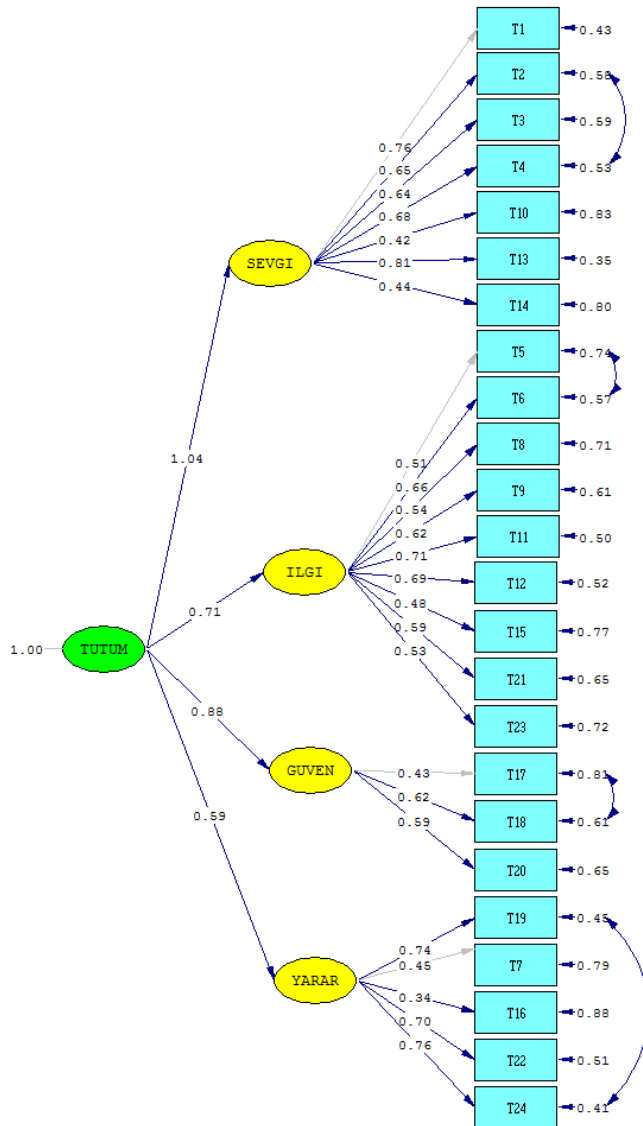 T1 0.43
T2 0.58
T3 0.59
T4 0.53
T10 0.83
T13 0.35
T14 0.80
0.76
0.65
0.64
0.68
0.42
0.81
0.44
SEVGI
T5 0.74
T6 0.57
T8 0.71
T9 0.61
T11 0.50
T12 0.52
T15 0.77
T21 0.65
T23 0.72
0.51
0.66
0.54
0.62
0.71
0.69
0.48
0.59
0.53
ILGI
1.04
0.71
1.00 TUTUM
0.88
0.59
GUVEN
0.43
0.62
0.59
T17 0.81
T18 0.61
T20 0.65
YARAR
0.74
0.45
0.34
0.70
0.76
T19 0.45
T7 0.79
T16 0.88
T22 0.51
T24 0.41